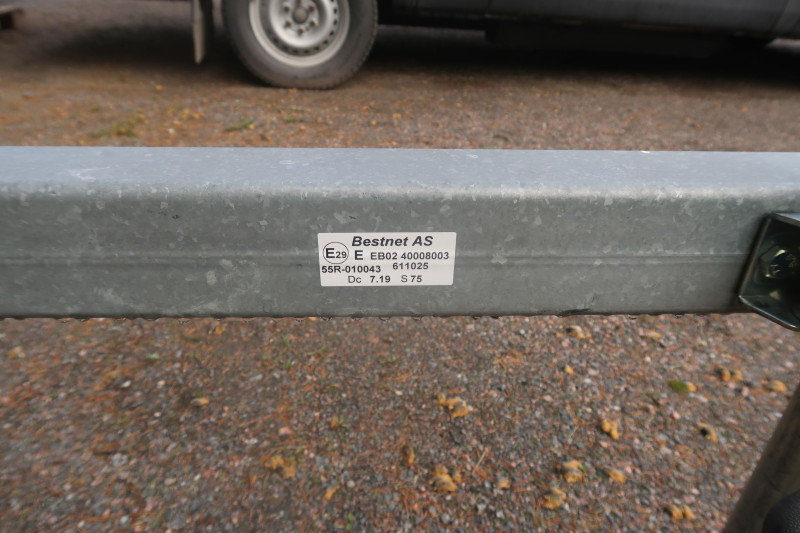 Bestnet AS
E29 E EB02 40008003
55R-010043 611025
Dc 7.19 S 75